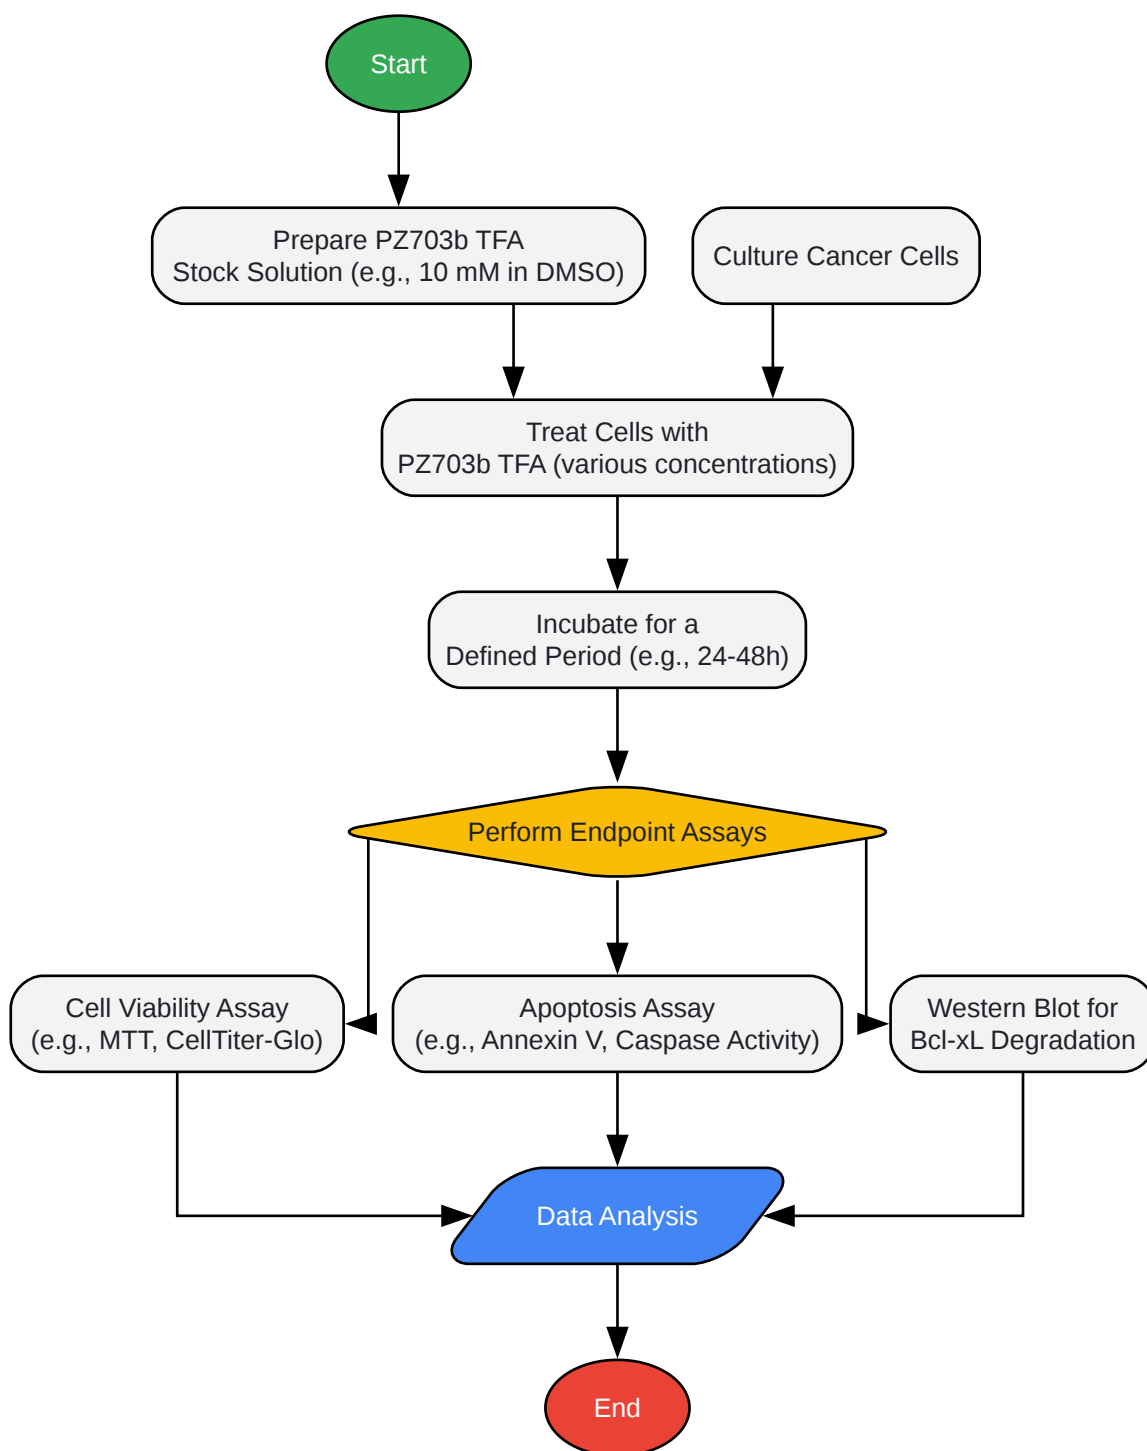 Start
Prepare PZ703b TFA
Stock Solution (e.g., 10 mM in DMSO)
Culture Cancer Cells
Treat Cells with
PZ703b TFA (various concentrations)
Incubate for a
Defined Period (e.g., 24-48h)
Perform Endpoint Assays
Cell Viability Assay
(e.g., MTT, CellTiter-Glo)
Apoptosis Assay
(e.g., Annexin V, Caspase Activity)
Western Blot for
Bcl-xL Degradation
Data Analysis
End